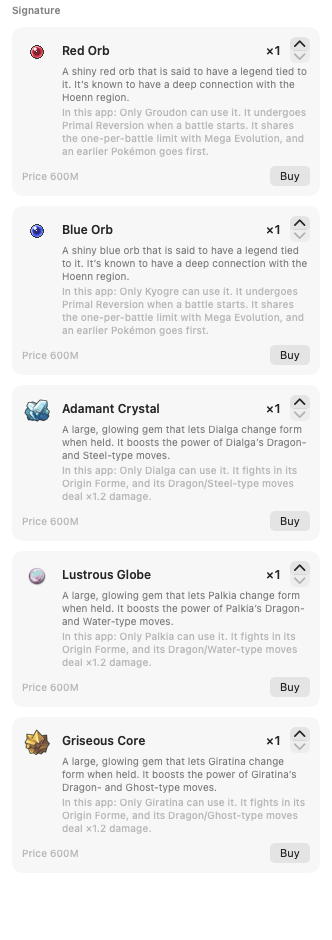 Signature
Red Orb
×1
A shiny red orb that is said to have a legend tied to
it. It's known to have a deep connection with the
Hoenn region.
In this app: Only Groudon can use it. It undergoes
Primal Reversion when a battle starts. It shares
the one-per-battle limit with Mega Evolution, and
an earlier Pokémon goes first.
Price 600M
Buy
Blue Orb
×1
A shiny blue orb that is said to have a legend tied
to it. It's known to have a deep connection with the
Hoenn region.
In this app: Only Kyogre can use it. It undergoes
Primal Reversion when a battle starts. It shares
the one-per-battle limit with Mega Evolution, and
an earlier Pokémon goes first.
Price 600M
Buy
Adamant Crystal
×1
A large, glowing gem that lets Dialga change form
when held. It boosts the power of Dialga's Dragon-
and Steel-type moves.
In this app: Only Dialga can use it. It fights in its
Origin Forme, and its Dragon/Steel-type moves
deal ×1.2 damage.
Price 600M
Buy
Lustrous Globe
×1
A large, glowing gem that lets Palkia change form
when held. It boosts the power of Palkia's Dragon-
and Water-type moves.
In this app: Only Palkia can use it. It fights in its
Origin Forme, and its Dragon/Water-type moves
deal ×1.2 damage.
Price 600M
Buy
Griseous Core
×1
A large, glowing gem that lets Giratina change
form when held. It boosts the power of Giratina's
Dragon- and Ghost-type moves.
In this app: Only Giratina can use it. It fights in its
Origin Forme, and its Dragon/Ghost-type moves
deal ×1.2 damage.
Price 600M
Buy